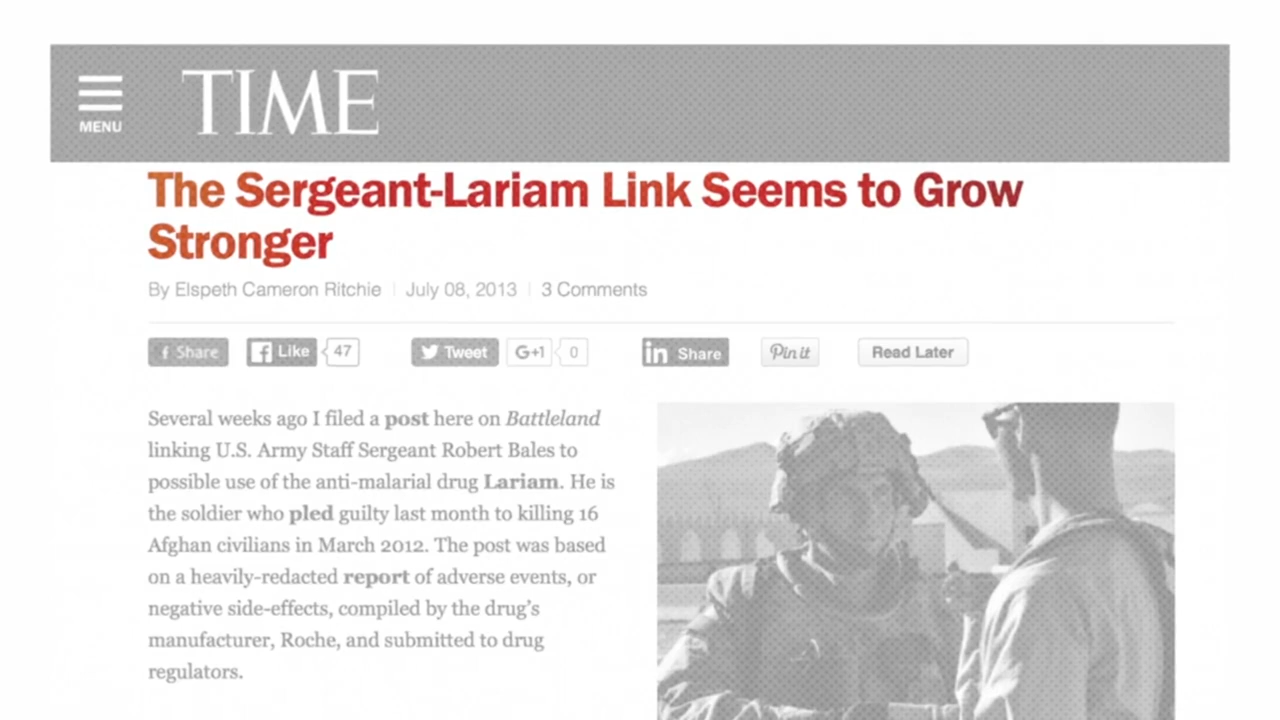 MENU
TIME
The Sergeant-Lariam Link Seems to Grow
Stronger
By Elspeth Cameron Ritchie | July 08, 2013 | 3 Comments
f Share
f Like 47
Tweet
G+1 0
in Share
Pin it
Read Later
Several weeks ago I filed a post here on Battleland
linking U.S. Army Staff Sergeant Robert Bales to
possible use of the anti-malarial drug Lariam. He is
the soldier who pled guilty last month to killing 16
Afghan civilians in March 2012. The post was based
on a heavily-redacted report of adverse events, or
negative side-effects, compiled by the drug’s
manufacturer, Roche, and submitted to drug
regulators.